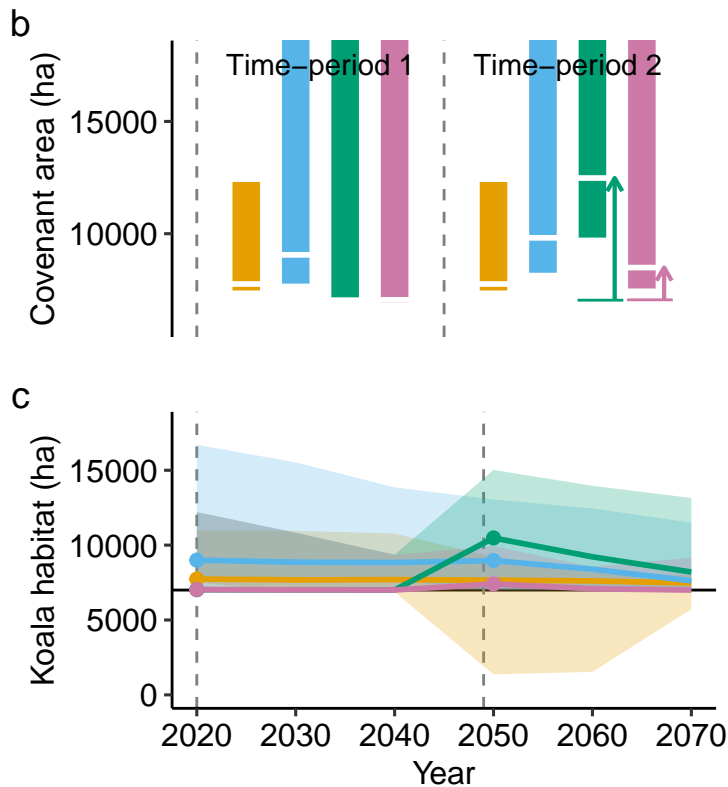 b
Covenant area (ha)
15000
10000
Time−period 1
Time−period 2
c
Koala habitat (ha)
15000
10000
5000
0
2020 2030 2040 2050 2060 2070
Year